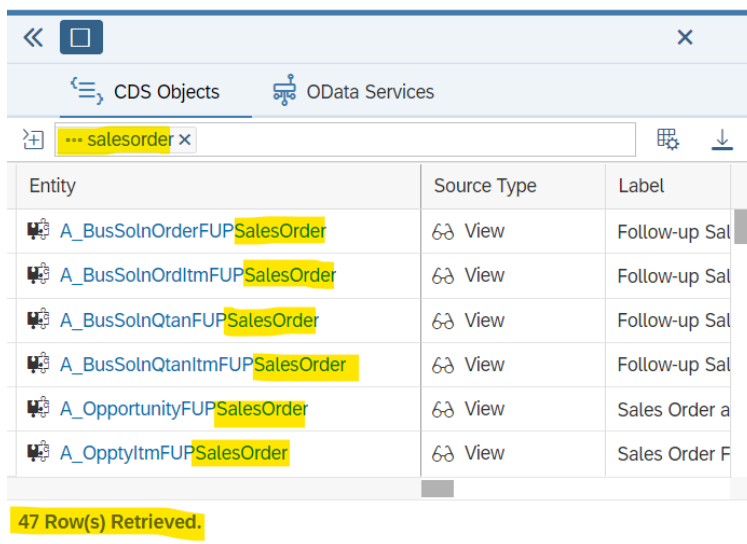 CDS Objects OData Services
salesorder
Entity Source Type Label
A_BusSolnOrderFUPSalesOrder View Follow-up Sal
A_BusSolnOrdItmFUPSalesOrder View Follow-up Sal
A_BusSolnQtanFUPSalesOrder View Follow-up Sal
A_BusSolnQtanItmFUPSalesOrder View Follow-up Sal
A_OpportunityFUPSalesOrder View Sales Order a
A_OpptyItmFUPSalesOrder View Sales Order F
47 Row(s) Retrieved.